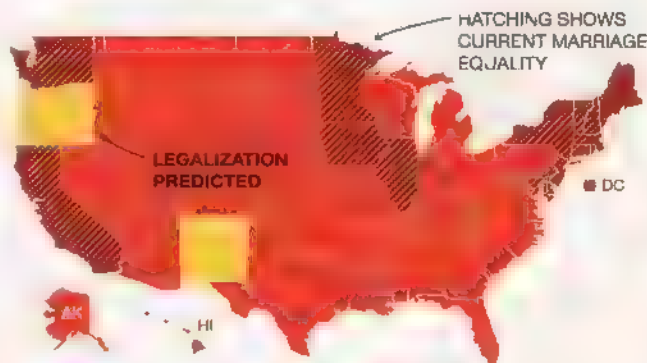 HATCHING SHOWS
CURRENT MARRIAGE
EQUALITY
LEGALIZATION
PREDICTED
DC
AK
HI